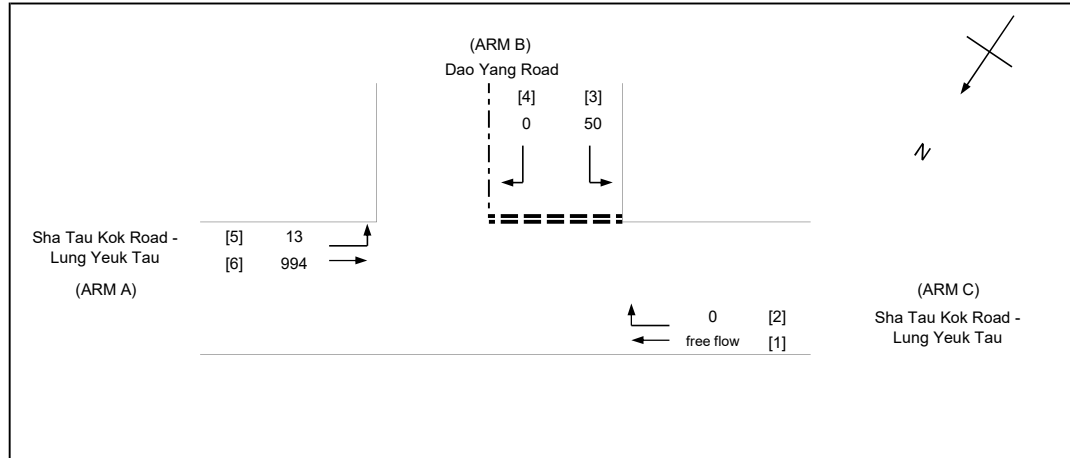 (ARM B)
Dao Yang Road
[4] [3]
0 50
N
Sha Tau Kok Road -
Lung Yeuk Tau
(ARM A)
[5] 13
[6] 994
0 [2]
free flow [1]
(ARM C)
Sha Tau Kok Road -
Lung Yeuk Tau